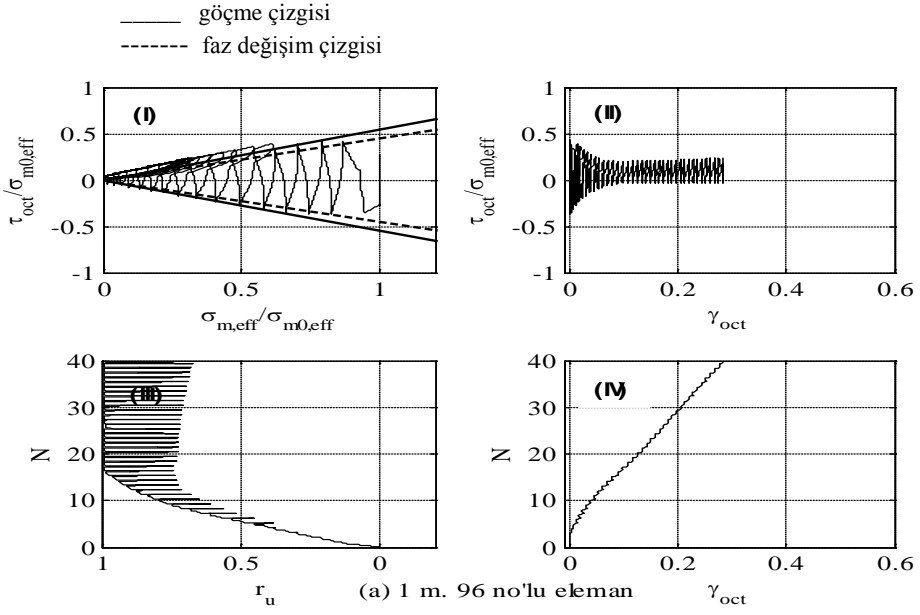 göçme çizgisi
faz değişim çizgisi
1
0.5
0
-0.5
-1
τoct/σm0,eff
(I)
0
0.5
1
σm,eff/σm0,eff
1
0.5
0
-0.5
-1
τoct/σm0,eff
(II)
0
0.2
0.4
0.6
γoct
40
30
20
10
0
N
(III)
1
0.5
0
ru
40
30
20
10
0
N
(IV)
0
0.2
0.4
0.6
γoct
(a) 1 m. 96 no'lu eleman